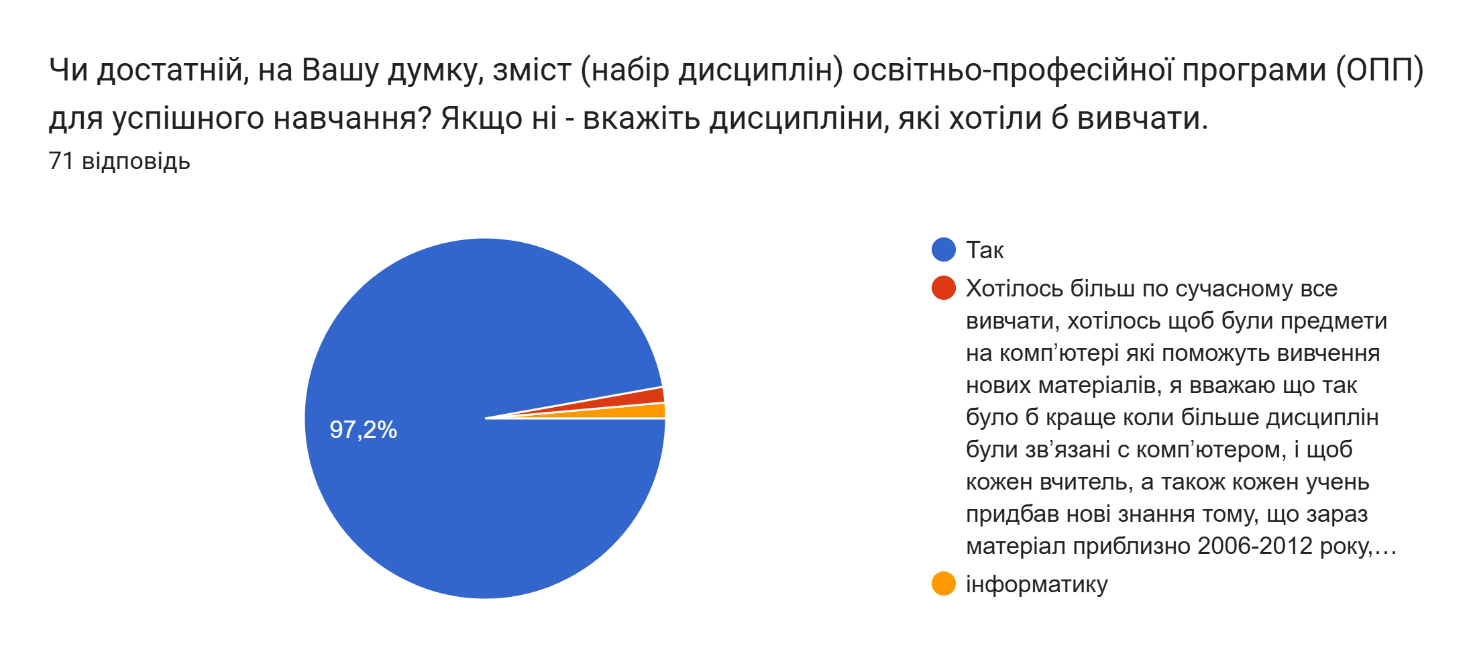 Чи достатній, на Вашу думку, зміст (набір дисциплін) освітньо-професійної програми (ОПП)
для успішного навчання? Якщо ні - вкажіть дисципліни, які хотіли б вивчати.
71 відповідь
97,2%
Так
Хотілось більш по сучасному все
вивчати, хотілось щоб були предмети
на комп’ютері які поможуть вивчення
нових матеріалів, я вважаю що так
було б краще коли більше дисциплін
були зв’язані с комп’ютером, і щоб
кожен вчитель, а також кожен учень
придбав нові знання тому, що зараз
матеріал приблизно 2006-2012 року,…
інформатику